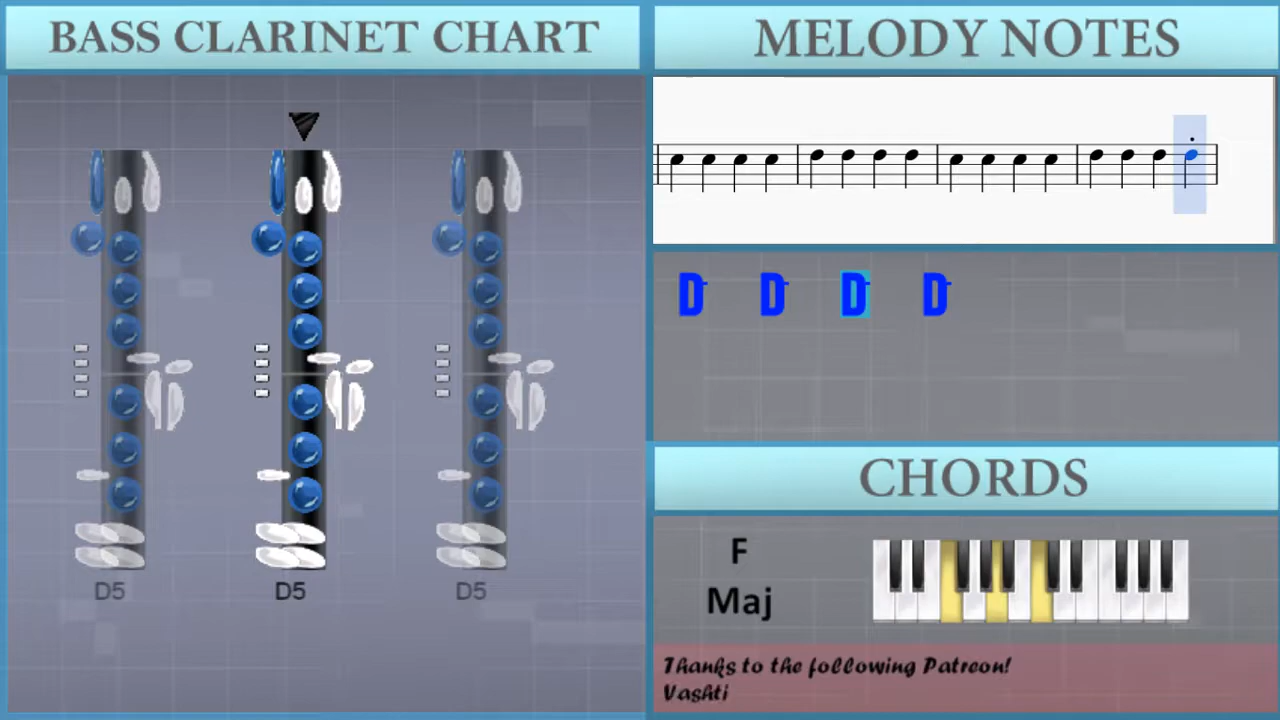 BASS CLARINET CHART
D5 D5 D5
MELODY NOTES
D D D D
CHORDS
F
Maj
Thanks to the following Patreon!
Vashti